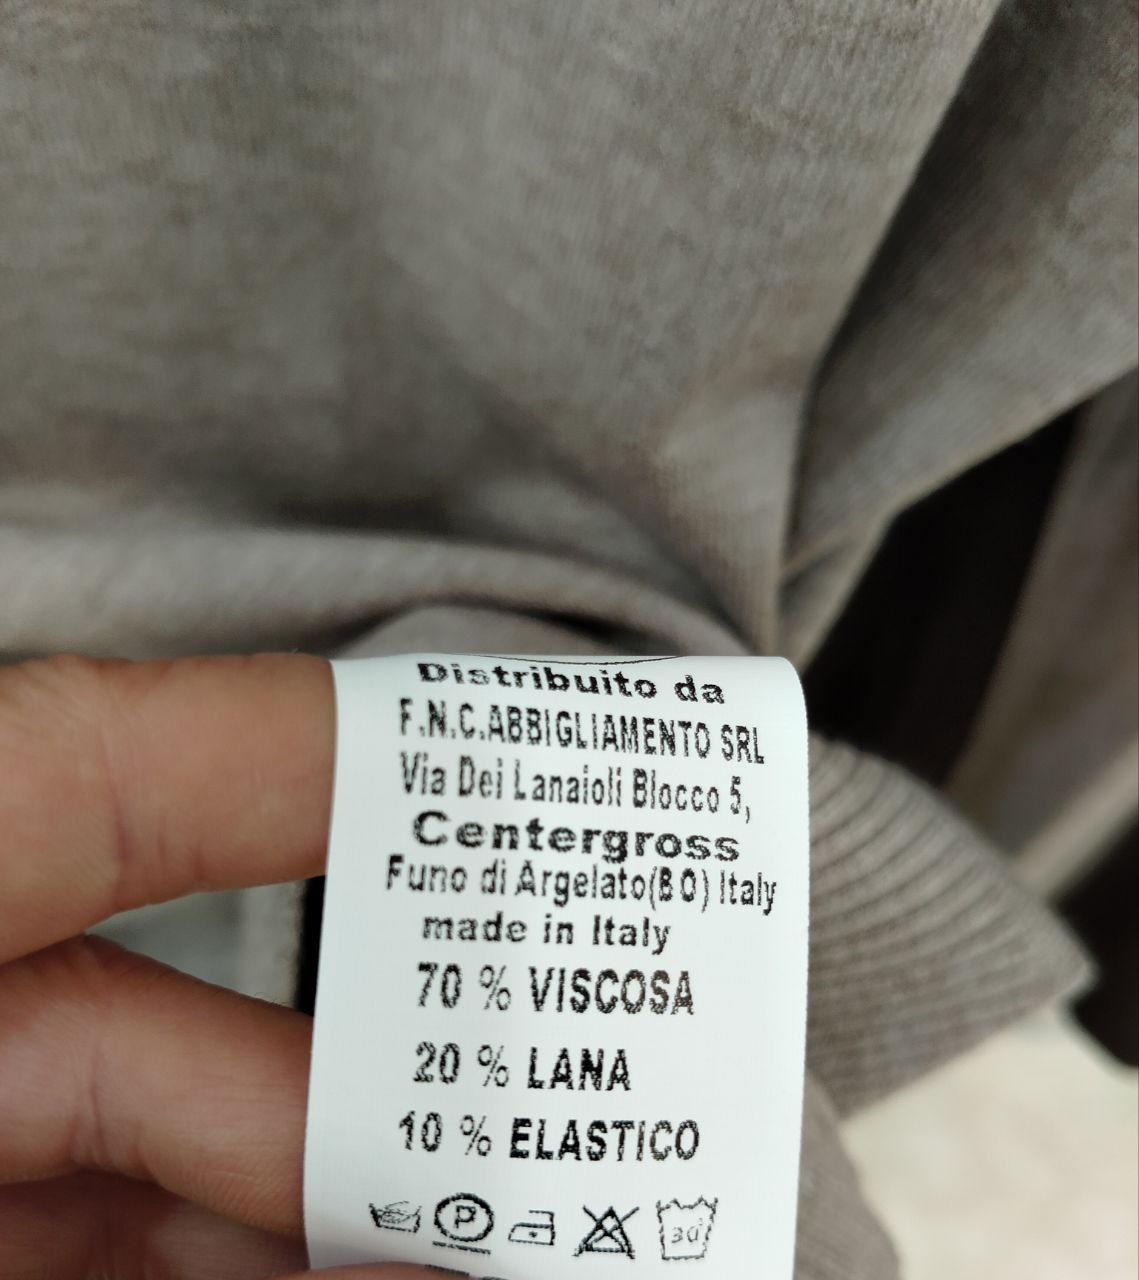 Distribuito da
F.N.C.ABBIGLIAMENTO SRL
Via Dei Lanaioli Blocco 5,
Centergross
Funo di Argelato(BO) Italy
made in Italy
70 % VISCOSA
20 % LANA
10 % ELASTICO
P 30°